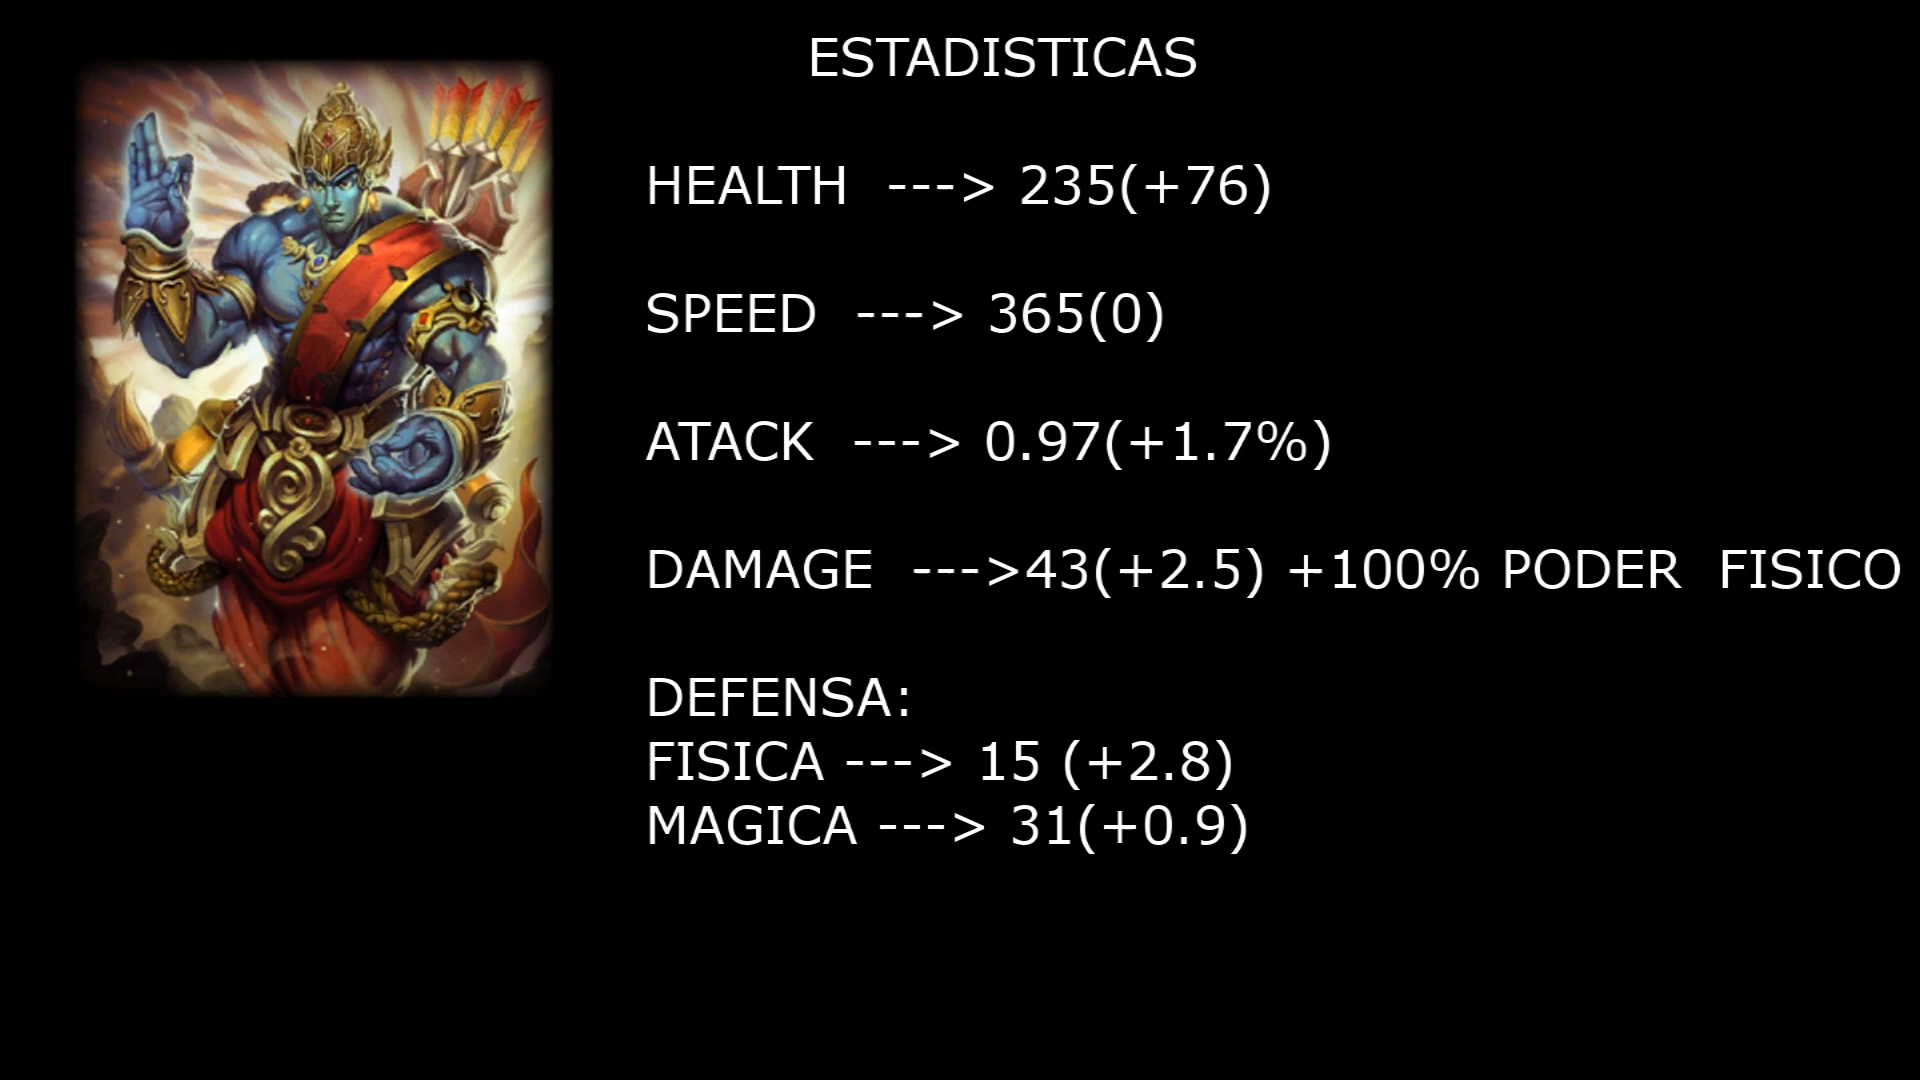 ESTADISTICAS
HEALTH ---> 235(+76)
SPEED ---> 365(0)
ATACK ---> 0.97(+1.7%)
DAMAGE --->43(+2.5) +100% PODER FISICO
DEFENSA:
FISICA ---> 15 (+2.8)
MAGICA ---> 31(+0.9)